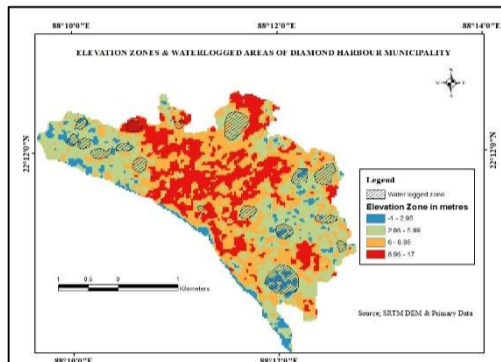 88°10'0"E 88°12'0"E 88°14'0"E
ELEVATION ZONES & WATERLOGGED AREAS OF DIAMOND HARBOUR MUNICIPALITY
N
W E
S
22°12'0"N 22°12'0"N
Legend
Water logged zone
Elevation Zone in metres
-1 - 2.95
2.96 - 5.99
6 - 8.95
8.96 - 17
1 0.5 0 1
Kilometers
Source; SRTM DEM & Primary Data
88°10'0"E 88°12'0"E